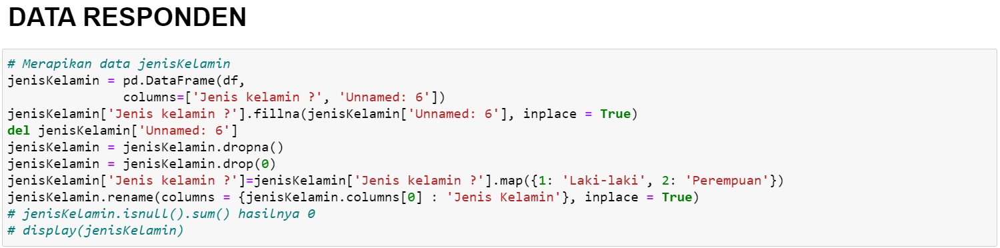 DATA RESPONDEN
# Merapikan data jenisKelamin
jenisKelamin = pd.DataFrame(df,
               columns=['Jenis kelamin ?', 'Unnamed: 6'])
jenisKelamin['Jenis kelamin ?'].fillna(jenisKelamin['Unnamed: 6'], inplace = True)
del jenisKelamin['Unnamed: 6']
jenisKelamin = jenisKelamin.dropna()
jenisKelamin = jenisKelamin.drop(0)
jenisKelamin['Jenis kelamin ?']=jenisKelamin['Jenis kelamin ?'].map({1: 'Laki-laki', 2: 'Perempuan'})
jenisKelamin.rename(columns = {jenisKelamin.columns[0] : 'Jenis Kelamin'}, inplace = True)
# jenisKelamin.isnull().sum() hasilnya 0
# display(jenisKelamin)